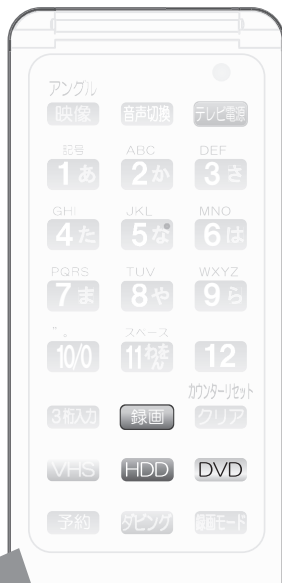 アングル
映像 音声切換 テレビ電源
記号 ABC DEF
1あ 2か 3さ
GHI JKL MNO
4た 5な 6は
PQRS TUV WXYZ
7ま 8や 9ら
゛゜ スペース
10/0 11わをん 12
カウンターリセット
3桁入力 録画 クリア
VHS HDD DVD
予約 ダビング 録画モード